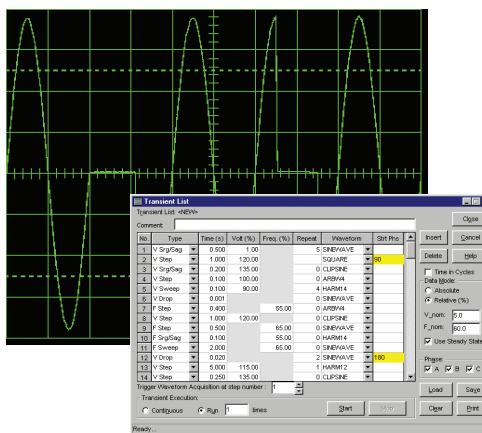 Transient List
Transient List: <NEW>
Close
Comment:
No. Type Time (s) Volt (%) Freq. (%) Repeat Waveform Strt Phs
Insert Cancel
1 V Srg/Sag 0.500 1.00 5 SINEWAVE
2 V Step 1.000 120.00 SQUARE 90
Delete Help
3 V Srg/Sag 0.200 135.00 0 CLIPSINE
4 V Step 0.100 100.00 0 ARBW4
Time in Cycles
5 V Sweep 0.100 90.00 4 HARM14
Data Mode:
6 V Drop 0.001 0 SINEWAVE
Absolute
7 F Step 0.400 55.00 0 ARBW4
Relative (%)
8 V Step 1.000 120.00 0 CLIPSINE
V_nom: 5.0
9 F Step 0.500 65.00 0 SINEWAVE
F_nom: 60.0
10 F Srg/Sag 0.100 55.00 0 HARM14
11 F Sweep 2.000 65.00 0 SINEWAVE
Use Steady State
12 V Drop 0.020 2 SINEWAVE 180
Phase:
13 V Step 5.000 115.00 1 HARM12
A B C
14 V Step 0.250 135.00 0 CLIPSINE
Trigger Waveform Acquisition at step number: 1
Load Save
Transient Execution:
Continuous Run 1 times Start Stop
Clear Print
Ready...